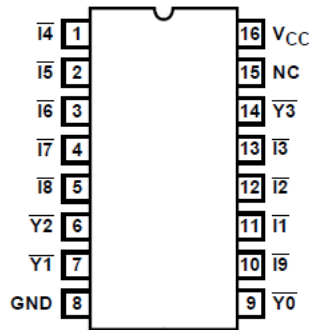 I4 1 16 VCC
I5 2 15 NC
I6 3 14 Y3
I7 4 13 I3
I8 5 12 I2
Y2 6 11 I1
Y1 7 10 I9
GND 8 9 Y0